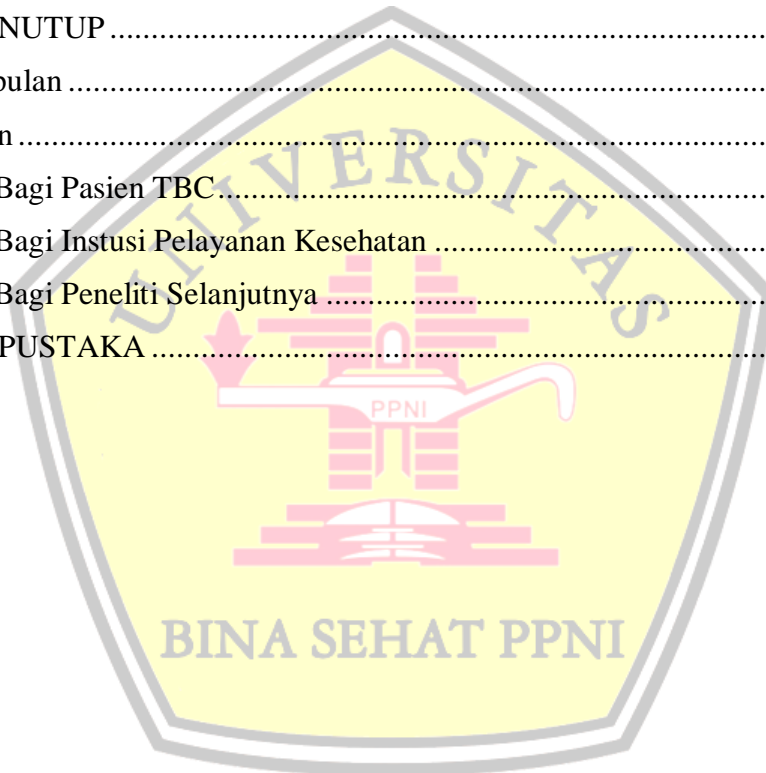 NUTUP ........................................................................
pulan ........................................................................
n ........................................................................
Bagi Pasien TBC........................................................................
Bagi Instusi Pelayanan Kesehatan ........................................................................
Bagi Peneliti Selanjutnya ........................................................................
PUSTAKA ........................................................................
UNIVERSITAS
PPNI
BINA SEHAT PPNI